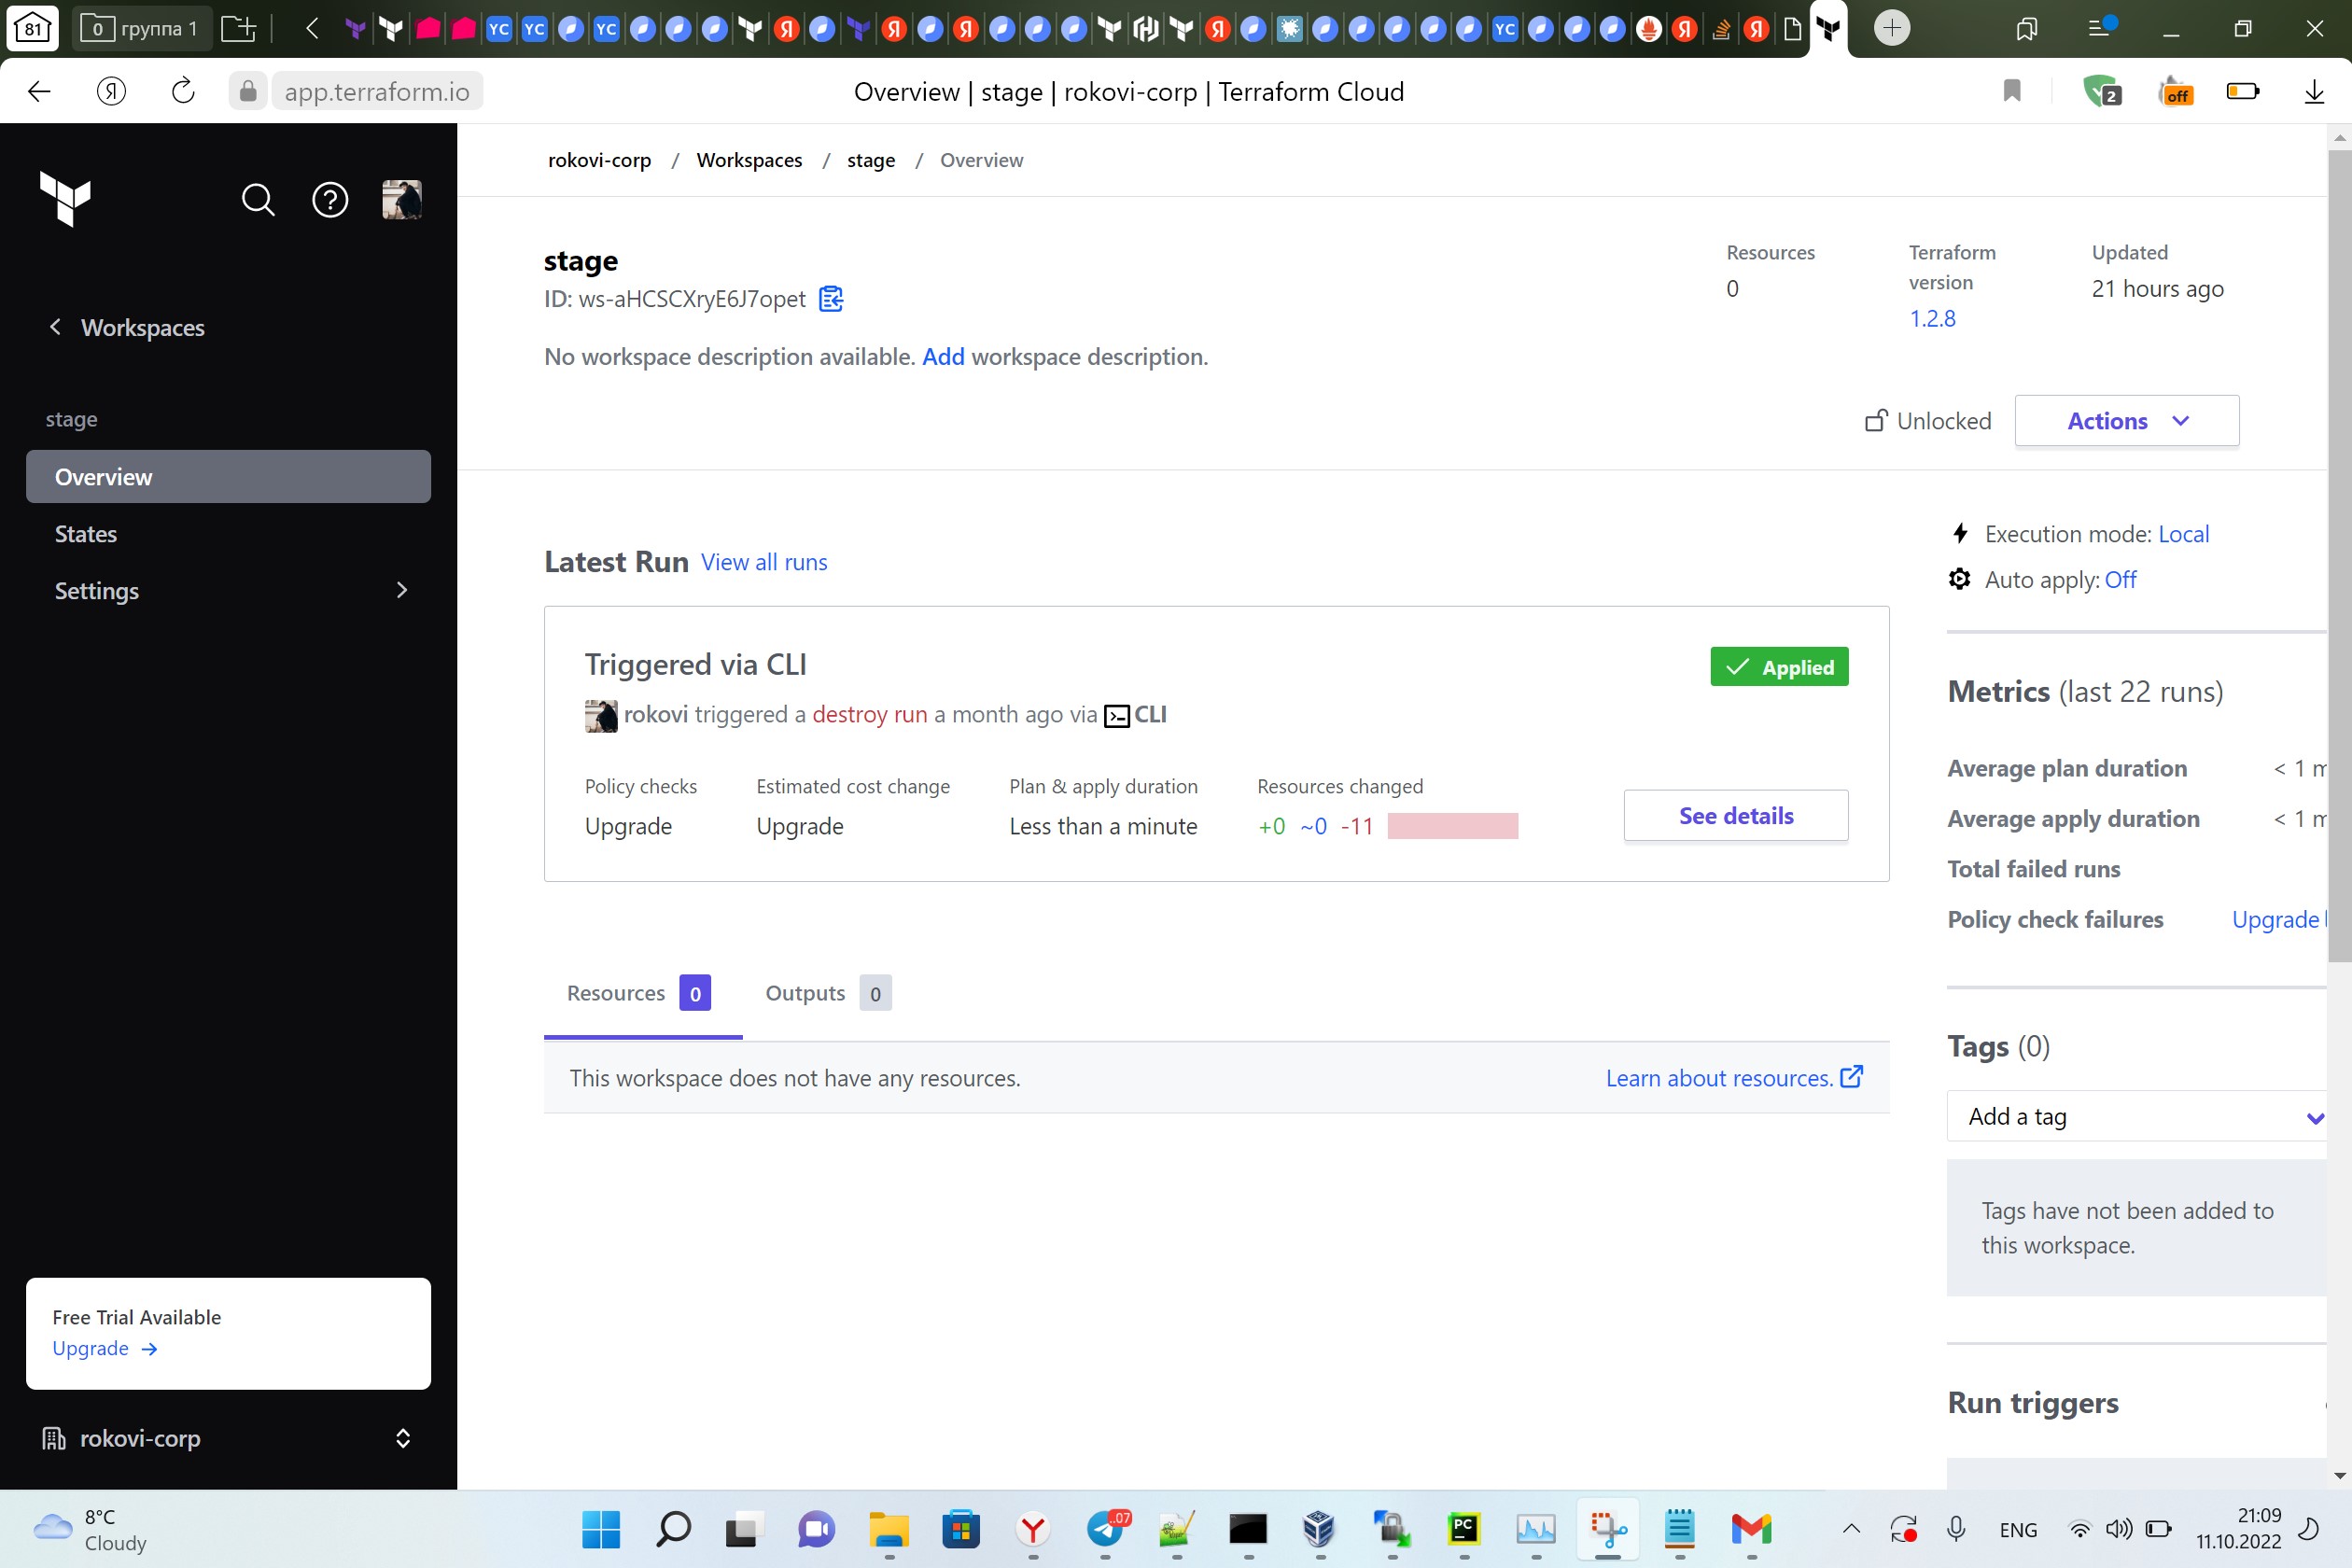 81
0 группа 1
YC YC YC Я Я Я Я YC Я Я
Я app.terraform.io
Overview | stage | rokovi-corp | Terraform Cloud
2
off
rokovi-corp / Workspaces / stage / Overview
Workspaces
stage
Overview
States
Settings
Free Trial Available
Upgrade
rokovi-corp
stage
ID: ws-aHCSCXryE6J7opet
No workspace description available. Add workspace description.
Resources
0
Terraform
version
1.2.8
Updated
21 hours ago
Unlocked
Actions
Latest Run View all runs
Triggered via CLI
Applied
rokovi triggered a destroy run a month ago via CLI
Policy checks
Upgrade
Estimated cost change
Upgrade
Plan & apply duration
Less than a minute
Resources changed
+0 ~0 -11
See details
Resources 0
Outputs 0
This workspace does not have any resources.
Learn about resources.
Execution mode: Local
Auto apply: Off
Metrics (last 22 runs)
Average plan duration < 1 m
Average apply duration < 1 m
Total failed runs
Policy check failures Upgrade
Tags (0)
Add a tag
Tags have not been added to
this workspace.
Run triggers
8°C
Cloudy
..07
PC
ENG
21:09
11.10.2022